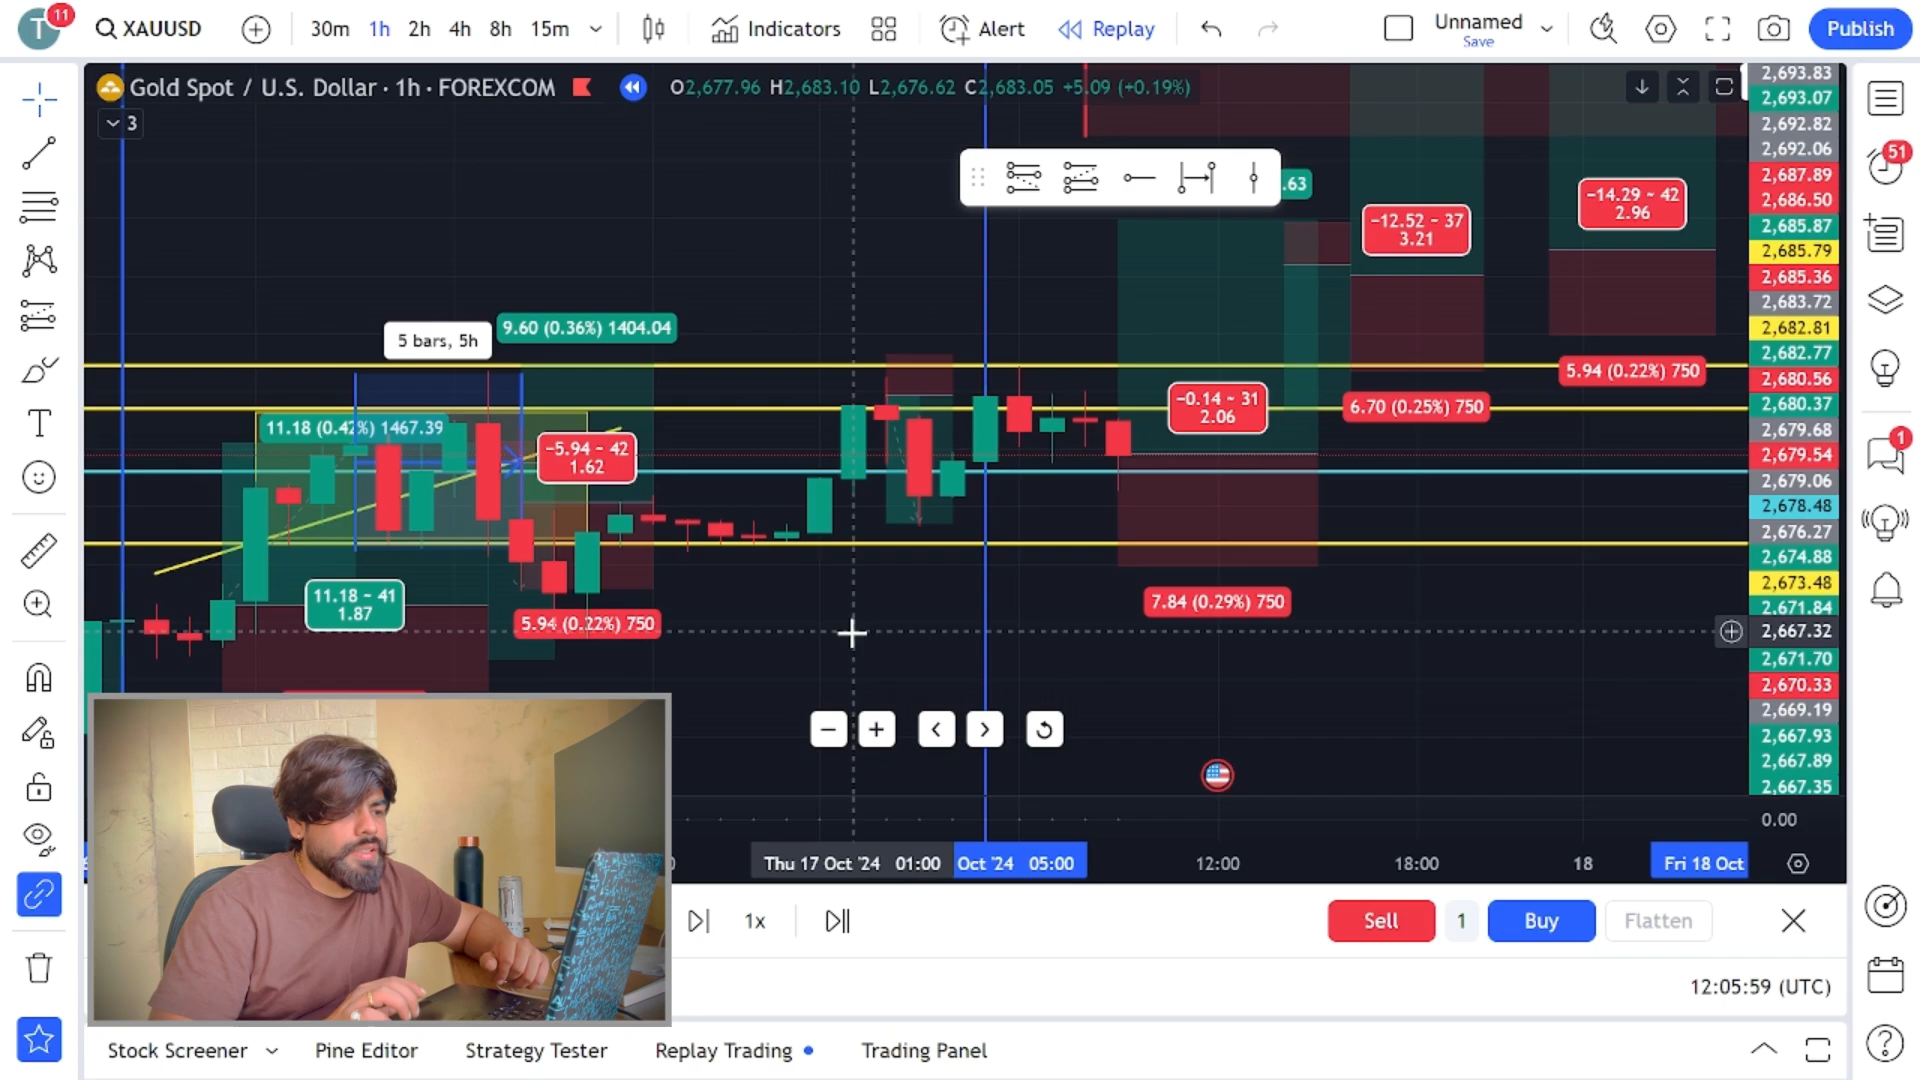 T
11
XAUUSD
30m 1h 2h 4h 8h 15m
Indicators
Alert
Replay
Unnamed
Save
Publish
Gold Spot / U.S. Dollar · 1h · FOREXCOM
O2,677.96 H2,683.10 L2,676.62 C2,683.05 +5.09 (+0.19%)
3
.63
−14.29 ~ 42
2.96
−12.52 ~ 37
3.21
5 bars, 5h
9.60 (0.36%) 1404.04
5.94 (0.22%) 750
−0.14 ~ 31
2.06
6.70 (0.25%) 750
11.18 (0.42%) 1467.39
−5.94 ~ 42
1.62
11.18 ~ 41
1.87
5.94 (0.22%) 750
7.84 (0.29%) 750
2,693.83
2,693.07
2,692.82
2,692.06
2,687.89
2,686.50
2,685.87
2,685.79
2,685.36
2,683.72
2,682.81
2,682.77
2,680.56
2,680.37
2,679.68
2,679.54
2,679.06
2,678.48
2,676.27
2,674.88
2,673.48
2,671.84
2,667.32
2,671.70
2,670.33
2,669.19
2,667.93
2,667.89
2,667.35
0.00
51
1
Thu 17 Oct '24 01:00
Oct '24 05:00
12:00
18:00
18
Fri 18 Oct
1x
Sell
1
Buy
Flatten
12:05:59 (UTC)
Stock Screener
Pine Editor
Strategy Tester
Replay Trading
Trading Panel